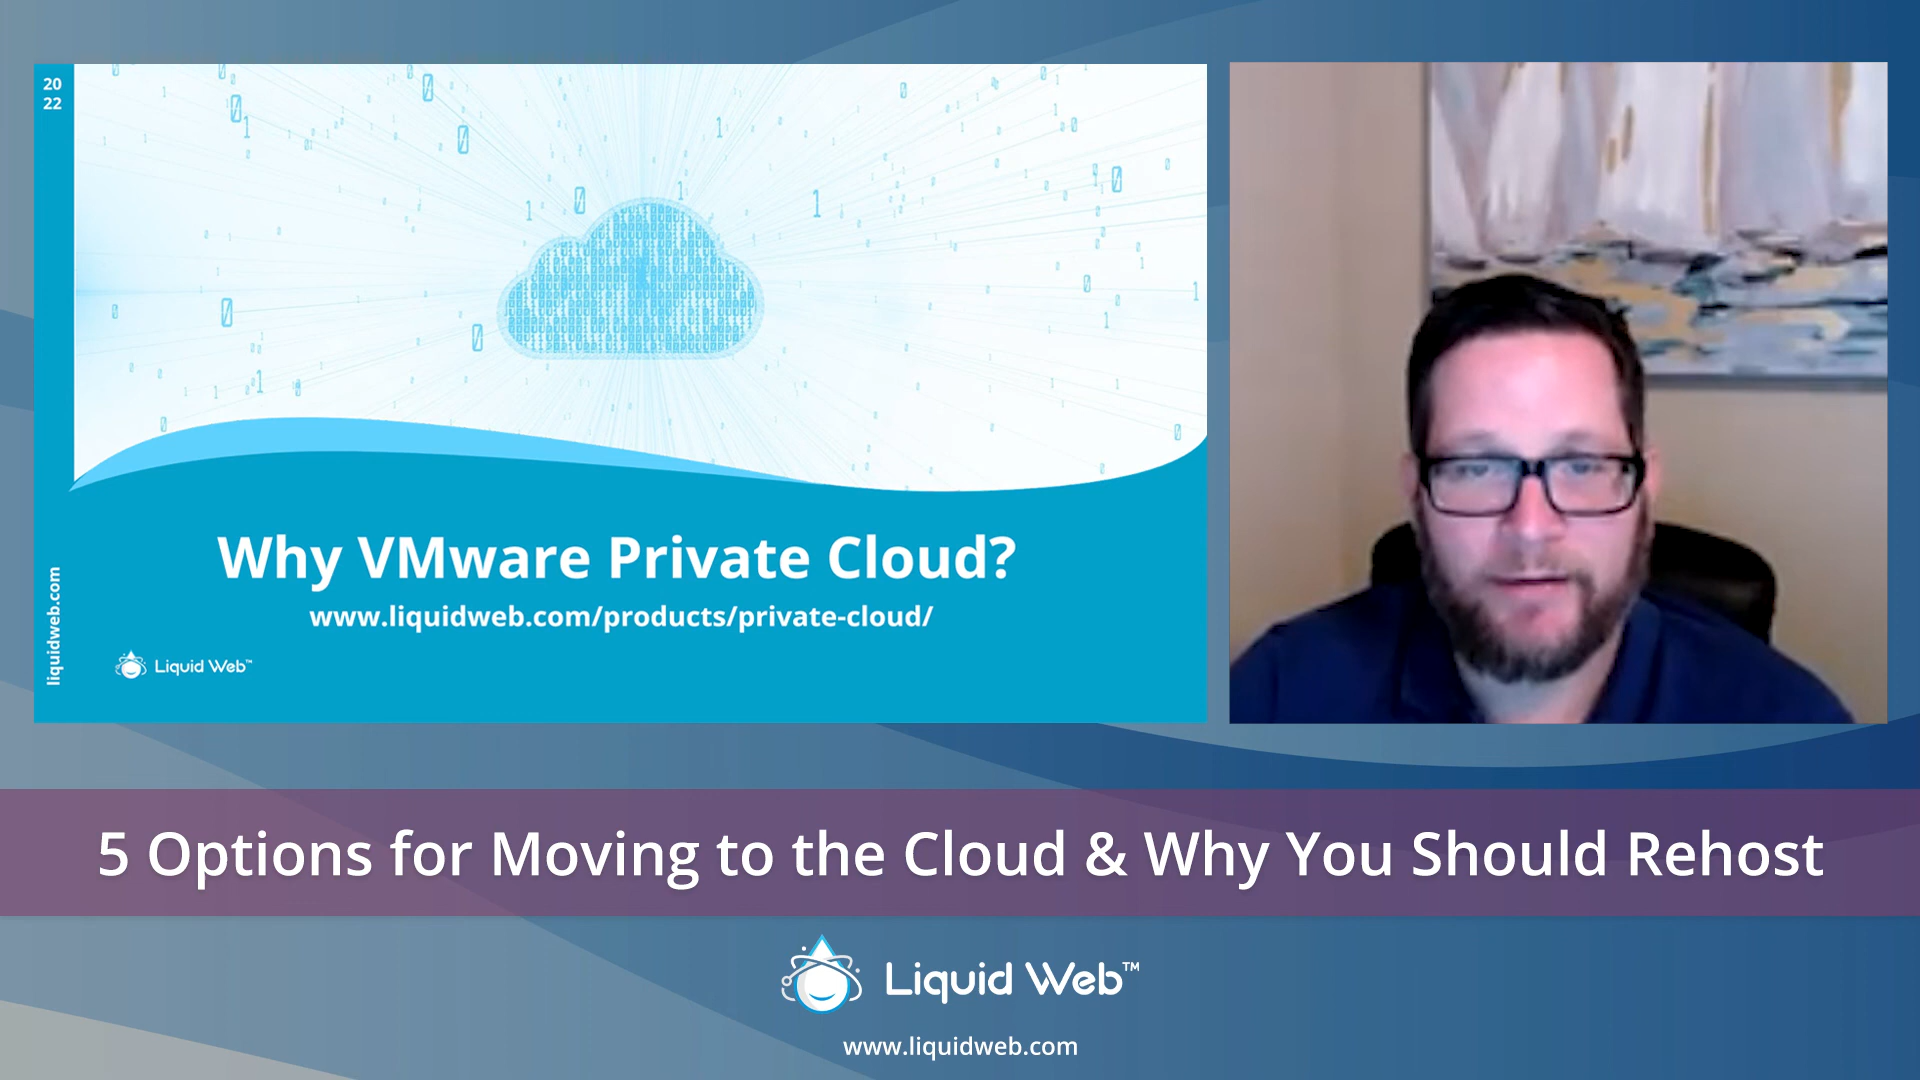 20
22
liquidweb.com
Why VMware Private Cloud?
www.liquidweb.com/products/private-cloud/
Liquid Web™
5 Options for Moving to the Cloud & Why You Should Rehost
Liquid Web™
www.liquidweb.com